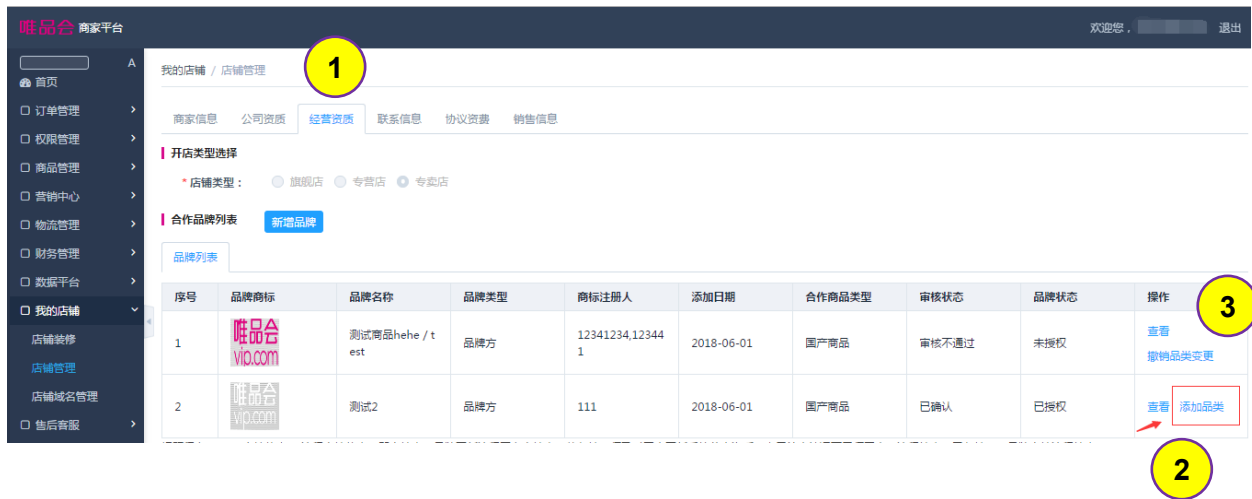 唯品会 商家平台
欢迎您，
退出
A
首页
订单管理
权限管理
商品管理
营销中心
物流管理
财务管理
数据平台
我的店铺
店铺装修
店铺管理
店铺域名管理
售后客服
我的店铺 / 店铺管理
1
商家信息 公司资质 经营资质 联系信息 协议资费 销售信息
开店类型选择
* 店铺类型： 旗舰店 专营店 专卖店
合作品牌列表 新增品牌
品牌列表
序号 品牌商标 品牌名称 品牌类型 商标注册人 添加日期 合作商品类型 审核状态 品牌状态 操作
3
1 唯品会 vip.com 测试商品hehe / t
est 品牌方 12341234,12344
1 2018-06-01 国产商品 审核不通过 未授权 查看
撤销品类变更
2 唯品会 vip.com 测试2 品牌方 111 2018-06-01 国产商品 已确认 已授权 查看 添加品类
2